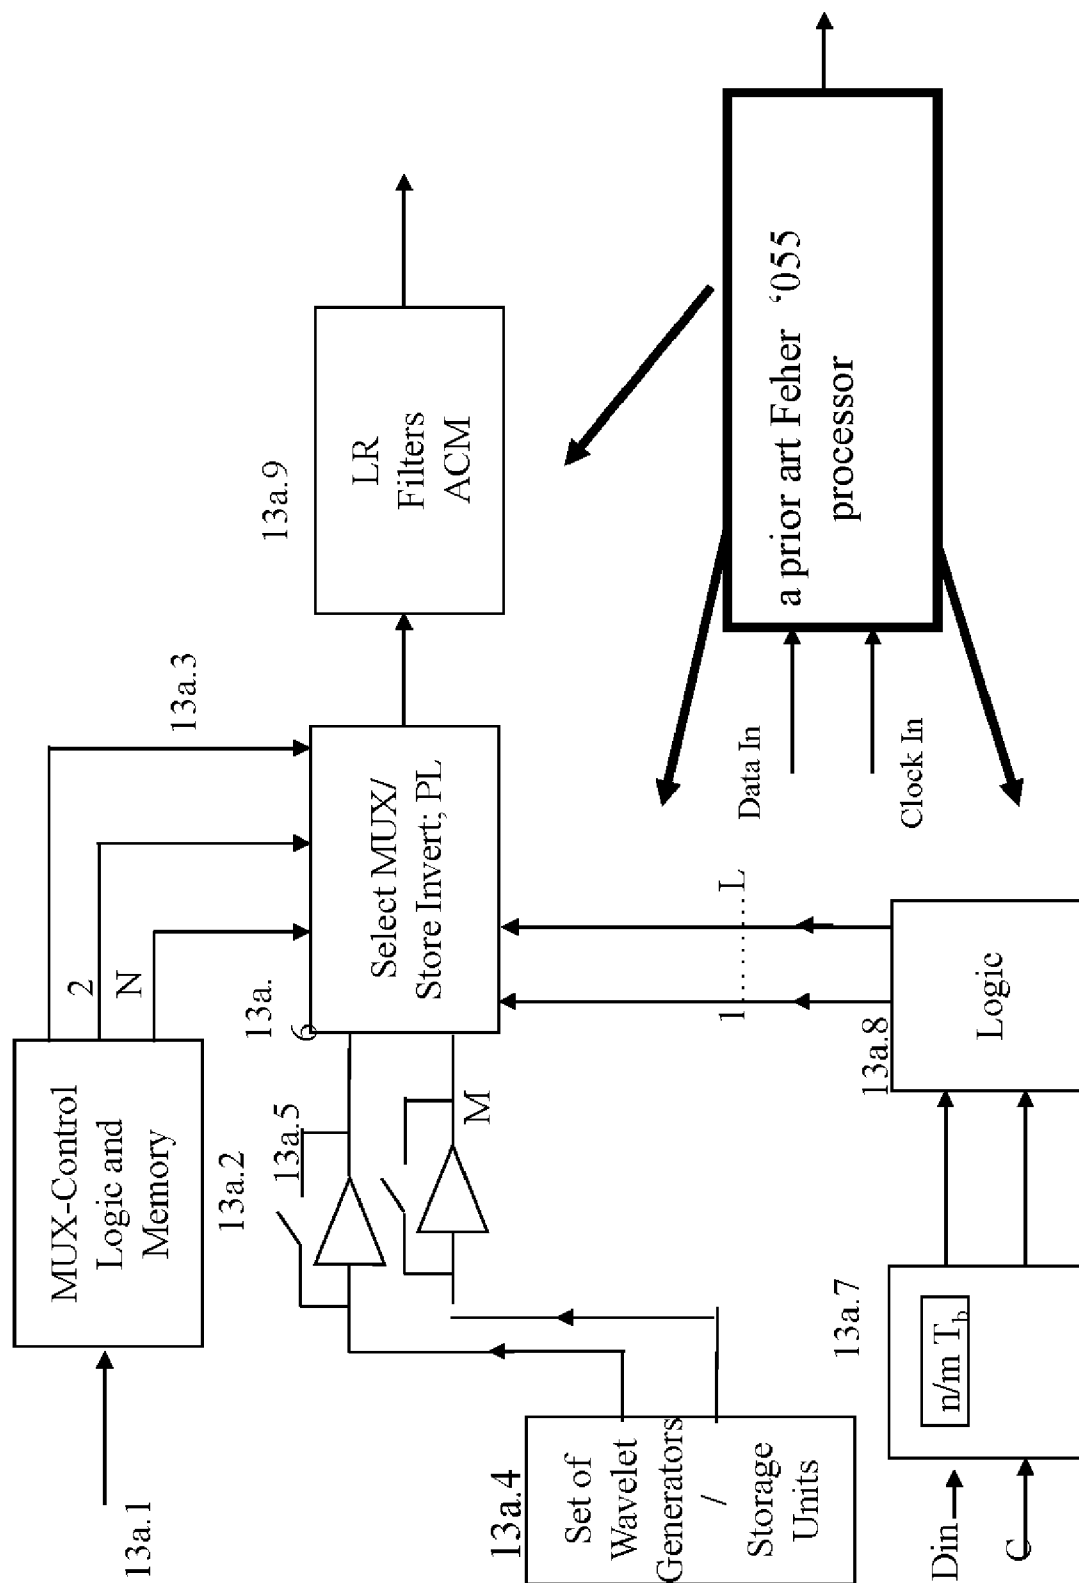 13a.1
MUX-Control
Logic and
Memory
2
N
13a.2
13a.3
13a.4
Set of
Wavelet
Generators
/
Storage
Units
13a.5
M
13a.
6
Select MUX/
Store Invert; PL
13a.9
LR
Filters
ACM
Din
C
13a.7
n/m T_b
13a.8
Logic
1........L
Data In
Clock In
a prior art Feher ‘055
processor